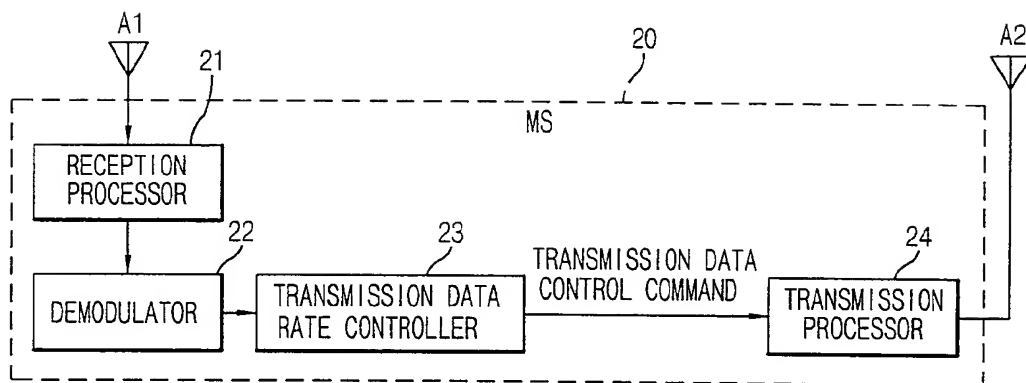 A1
A2
20
21
MS
RECEPTION
PROCESSOR
22
23
24
DEMODULATOR
TRANSMISSION DATA
RATE CONTROLLER
TRANSMISSION DATA
CONTROL COMMAND
TRANSMISSION
PROCESSOR